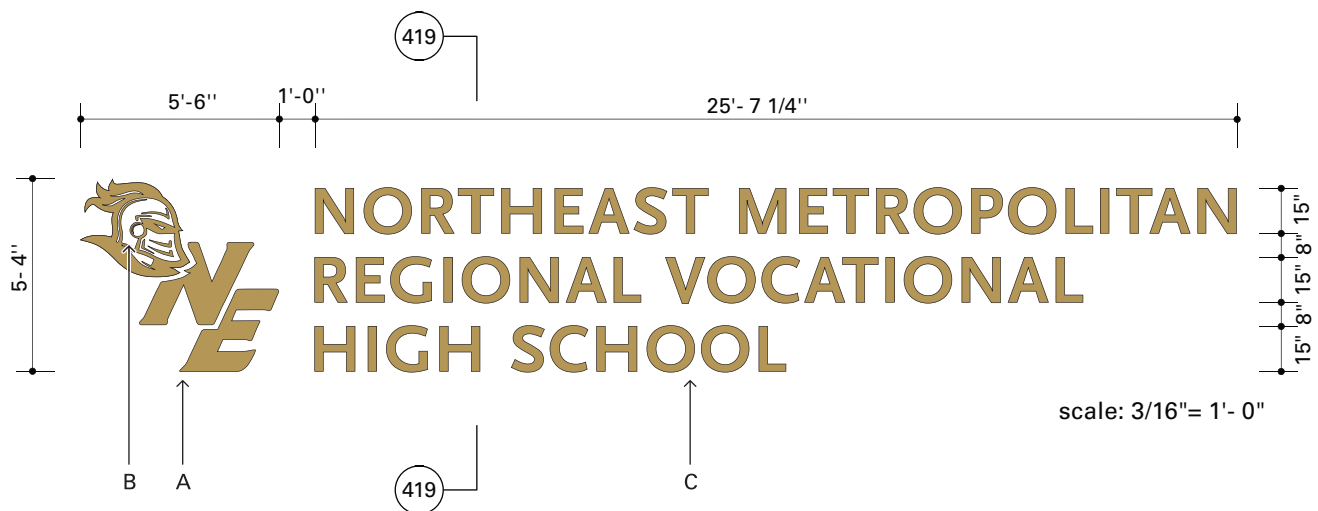 419
5'-6'' 1'-0'' 25'- 7 1/4''
5- 4''
NORTHEAST METROPOLITAN
REGIONAL VOCATIONAL
HIGH SCHOOL
NE
15"
8"
15"
8"
15"
scale: 3/16"= 1'- 0"
B A C
419